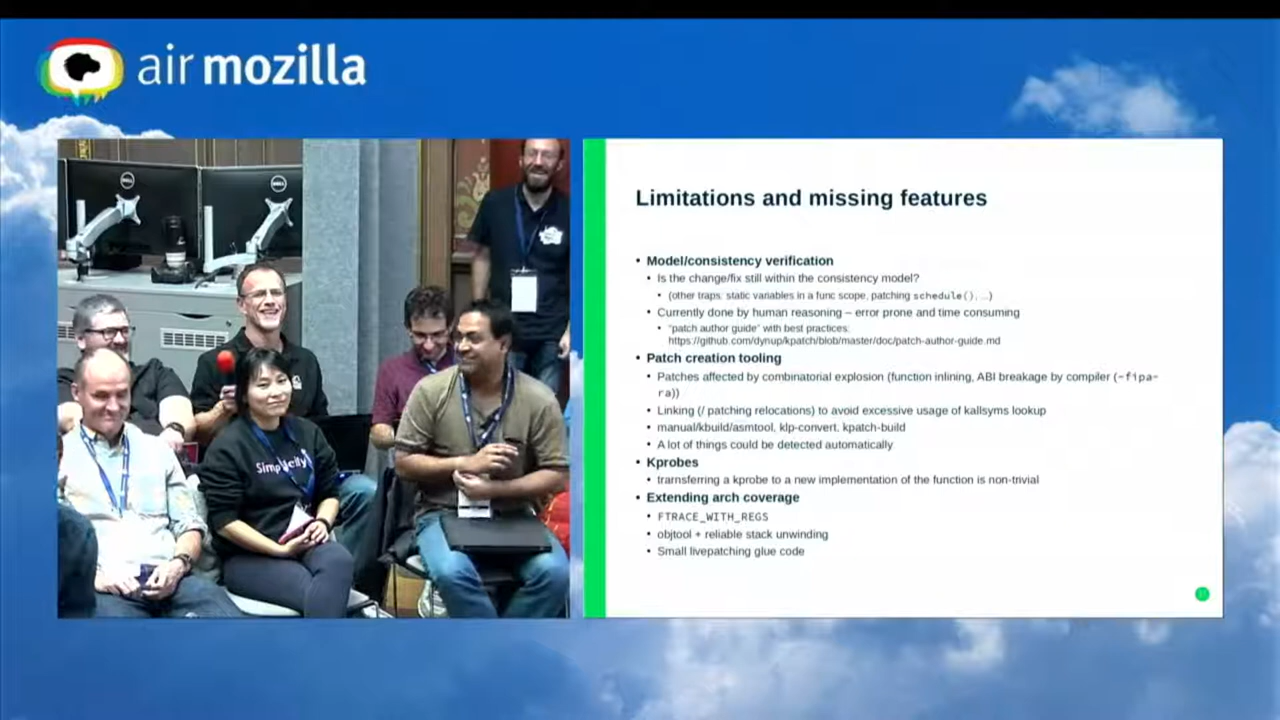 air mozilla
DELL
DELL
Simplicity
Limitations and missing features
• Model/consistency verification
• Is the change/fix still within the consistency model?
• (other traps: static variables in a func scope, patching schedule(), ...)
• Currently done by human reasoning – error prone and time consuming
• "patch author guide" with best practices:
https://github.com/dynup/kpatch/blob/master/doc/patch-author-guide.md
• Patch creation tooling
• Patches affected by combinatorial explosion (function inlining, ABI breakage by compiler (-fipa-
ra))
• Linking (/ patching relocations) to avoid excessive usage of kallsyms lookup
• manual/kbuild/asmtool, klp-convert, kpatch-build
• A lot of things could be detected automatically
• Kprobes
• transferring a kprobe to a new implementation of the function is non-trivial
• Extending arch coverage
• FTRACE_WITH_REGS
• objtool + reliable stack unwinding
• Small livepatching glue code